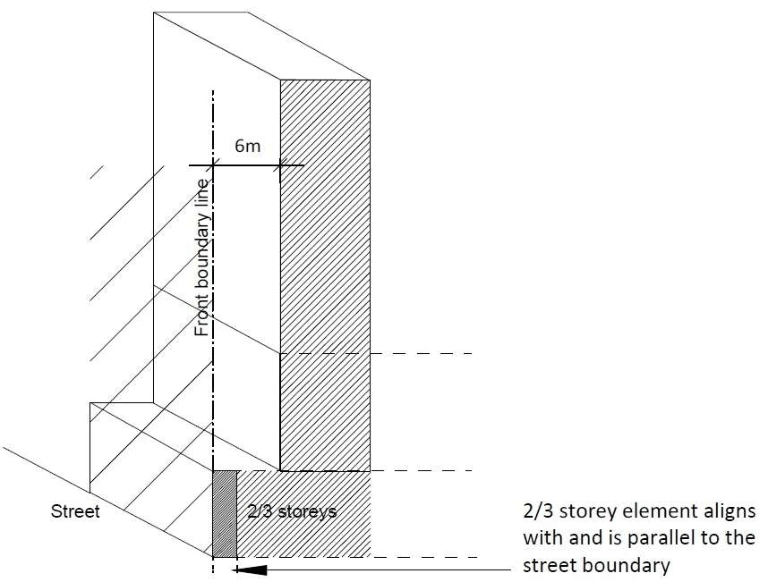 6m
Front boundary line
Street
2/3 storeys
2/3 storey element aligns
with and is parallel to the
street boundary